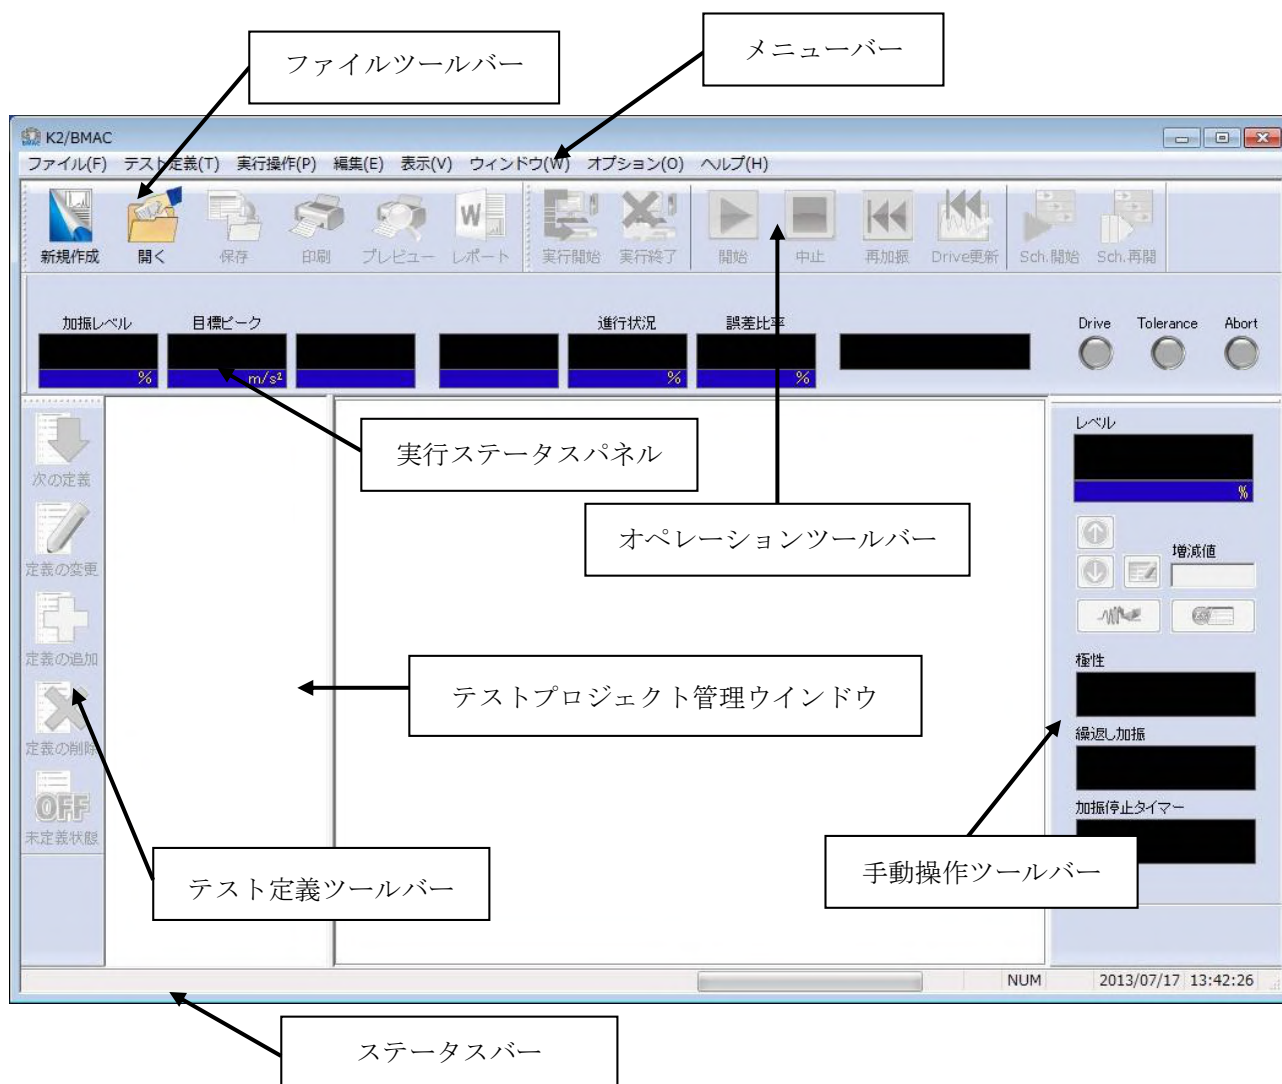 ファイルツールバー
メニューバー
K2/BMAC
ファイル(F) テスト定義(T) 実行操作(P) 編集(E) 表示(V) ウィンドウ(W) オプション(O) ヘルプ(H)
新規作成 開く 保存 印刷 プレビュー レポート 実行開始 実行終了 開始 中止 再加振 Drive更新 Sch.開始 Sch.再開
加振レベル 目標ピーク 進行状況 誤差比率 Drive Tolerance Abort
% m/s² % %
レベル
%
実行ステータスパネル
次の定義
オペレーションツールバー
増減値
定義の変更
定義の追加
極性
テストプロジェクト管理ウインドウ
繰返し加振
定義の削除
加振停止タイマー
OFF
未定義状態
手動操作ツールバー
テスト定義ツールバー
NUM 2013/07/17 13:42:26
ステータスバー